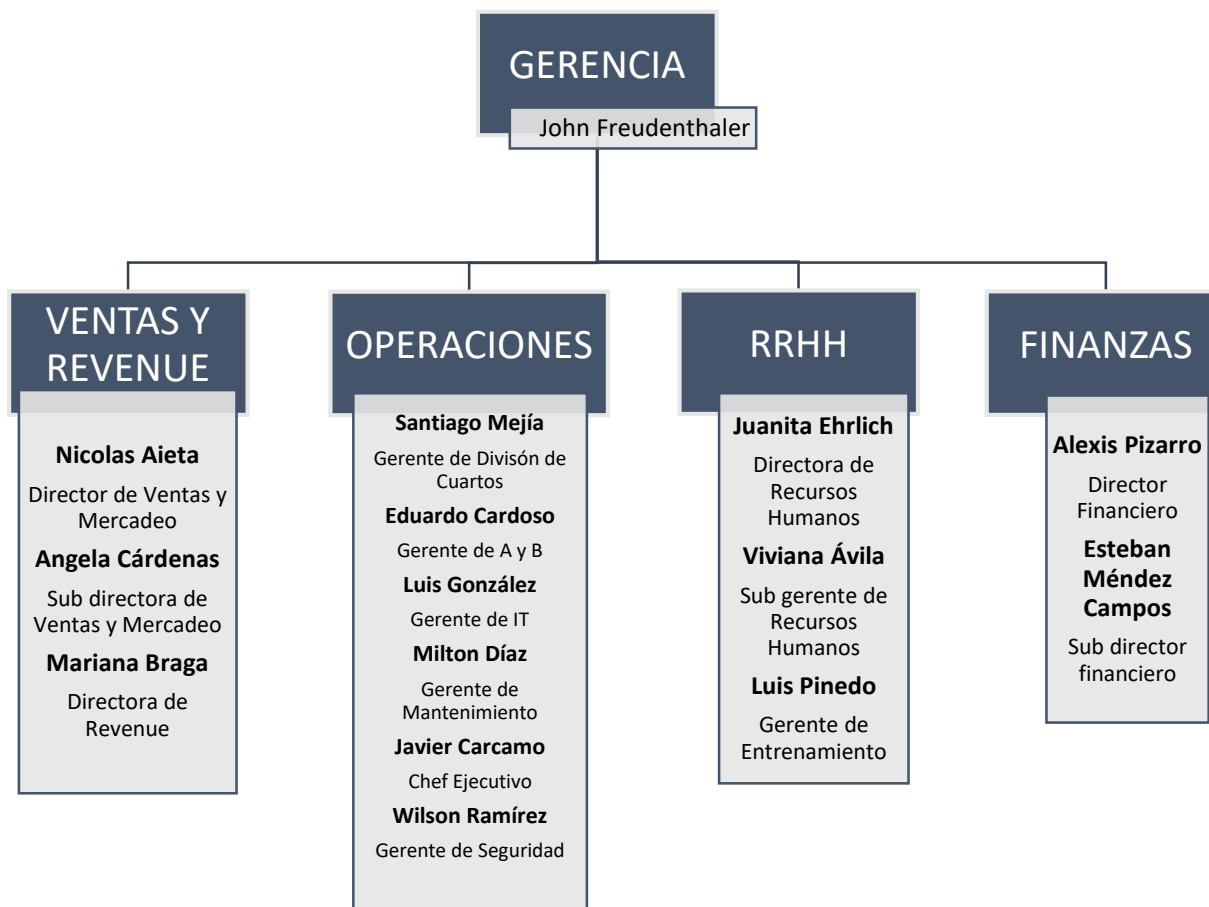 GERENCIA
John Freudenthaler
VENTAS Y
REVENUE
Nicolas Aieta
Director de Ventas y
Mercadeo
Angela Cárdenas
Sub directora de
Ventas y Mercadeo
Mariana Braga
Directora de
Revenue
OPERACIONES
Santiago Mejía
Gerente de Divisón de
Cuartos
Eduardo Cardoso
Gerente de A y B
Luis González
Gerente de IT
Milton Díaz
Gerente de
Mantenimiento
Javier Carcamo
Chef Ejecutivo
Wilson Ramírez
Gerente de Seguridad
RRHH
Juanita Ehrlich
Directora de
Recursos
Humanos
Viviana Ávila
Sub gerente de
Recursos
Humanos
Luis Pinedo
Gerente de
Entrenamiento
FINANZAS
Alexis Pizarro
Director
Financiero
Esteban
Méndez
Campos
Sub director
financiero